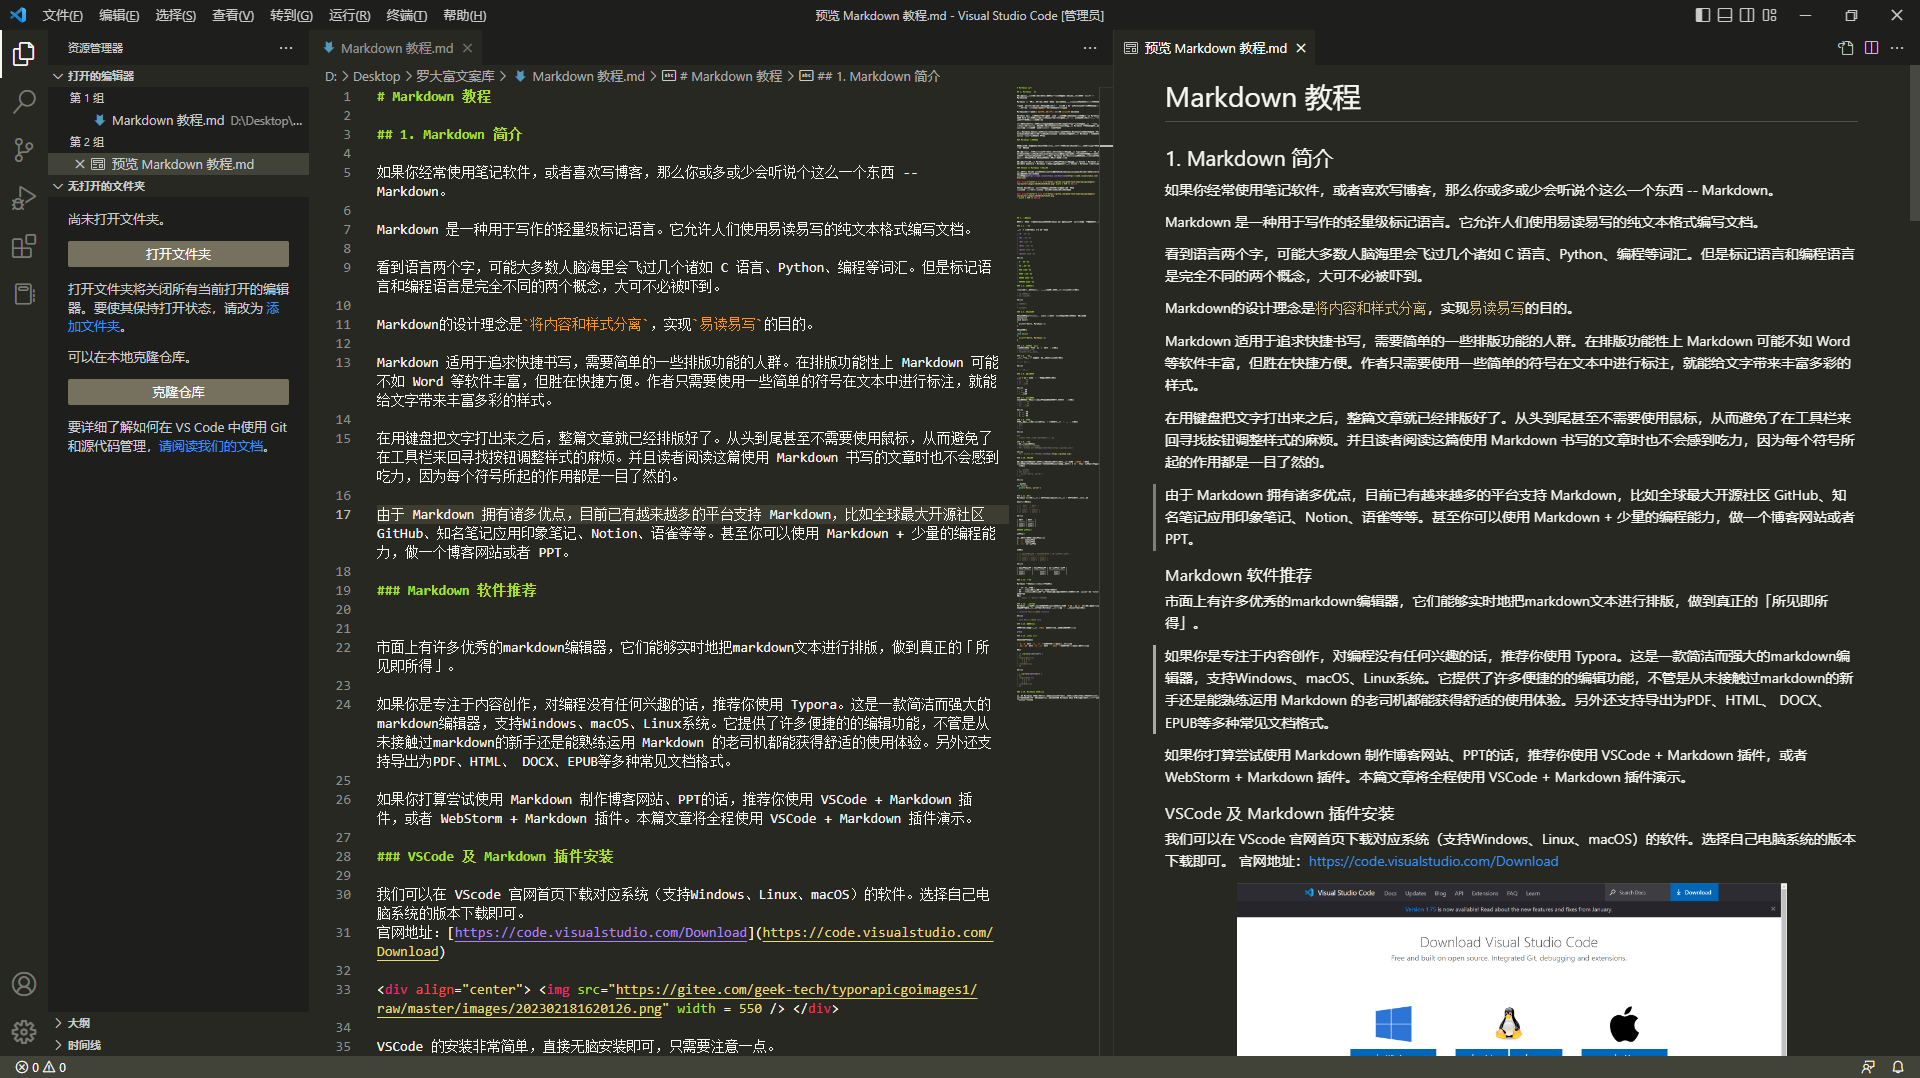 文件(F) 编辑(E) 选择(S) 查看(V) 转到(G) 运行(R) 终端(T) 帮助(H)
预览 Markdown 教程.md - Visual Studio Code [管理员]
资源管理器
打开的编辑器
第 1 组
Markdown 教程.md D:\Desktop\...
第 2 组
预览 Markdown 教程.md
无打开的文件夹
尚未打开文件夹。
打开文件夹
打开文件夹将关闭所有当前打开的编辑
器。要使其保持打开状态，请改为 添
加文件夹。
可以在本地克隆仓库。
克隆仓库
要详细了解如何在 VS Code 中使用 Git
和源代码管理，请阅读我们的文档。
大纲
时间线
0 0
Markdown 教程.md
D: > Desktop > 罗大富文案库 > Markdown 教程.md > # Markdown 教程 > ## 1. Markdown 简介
1 # Markdown 教程
2
3 ## 1. Markdown 简介
4
5 如果你经常使用笔记软件，或者喜欢写博客，那么你或多或少会听说个这么一个东西 --
Markdown。
6
7 Markdown 是一种用于写作的轻量级标记语言。它允许人们使用易读易写的纯文本格式编写文档。
8
9 看到语言两个字，可能大多数人脑海里会飞过几个诸如 C 语言、Python、编程等词汇。但是标记语
言和编程语言是完全不同的两个概念，大可不必被吓到。
10
11 Markdown的设计理念是`将内容和样式分离`，实现`易读易写`的目的。
12
13 Markdown 适用于追求快捷书写，需要简单的一些排版功能的人群。在排版功能性上 Markdown 可能
不如 Word 等软件丰富，但胜在快捷方便。作者只需要使用一些简单的符号在文本中进行标注，就能
给文字带来丰富多彩的样式。
14
15 在用键盘把文字打出来之后，整篇文章就已经排版好了。从头到尾甚至不需要使用鼠标，从而避免了
在工具栏来回寻找按钮调整样式的麻烦。并且读者阅读这篇使用 Markdown 书写的文章时也不会感到
吃力，因为每个符号所起的作用都是一目了然的。
16
17 由于 Markdown 拥有诸多优点，目前已有越来越多的平台支持 Markdown，比如全球最大开源社区
GitHub、知名笔记应用印象笔记、Notion、语雀等等。甚至你可以使用 Markdown + 少量的编程能
力，做一个博客网站或者 PPT。
18
19 ### Markdown 软件推荐
20
21
22 市面上有许多优秀的markdown编辑器，它们能够实时地把markdown文本进行排版，做到真正的「所
见即所得」。
23
24 如果你是专注于内容创作，对编程没有任何兴趣的话，推荐你使用 Typora。这是一款简洁而强大的
markdown编辑器，支持Windows、macOS、Linux系统。它提供了许多便捷的的编辑功能，不管是从
未接触过markdown的新手还是能熟练运用 Markdown 的老司机都能获得舒适的使用体验。另外还支
持导出为PDF、HTML、 DOCX、EPUB等多种常见文档格式。
25
26 如果你打算尝试使用 Markdown 制作博客网站、PPT的话，推荐你使用 VSCode + Markdown 插
件，或者 WebStorm + Markdown 插件。本篇文章将全程使用 VSCode + Markdown 插件演示。
27
28 ### VSCode 及 Markdown 插件安装
29
30 我们可以在 VScode 官网首页下载对应系统（支持Windows、Linux、macOS）的软件。选择自己电
脑系统的版本下载即可。
31 官网地址：[https://code.visualstudio.com/Download](https://code.visualstudio.com/
Download)
32
33 <div align="center"> <img src="https://gitee.com/geek-tech/typorapicgoimages1/
raw/master/images/202302181620126.png" width = 550 /> </div>
34
35 VSCode 的安装非常简单，直接无脑安装即可，只需要注意一点。
预览 Markdown 教程.md
Markdown 教程
1. Markdown 简介
如果你经常使用笔记软件，或者喜欢写博客，那么你或多或少会听说个这么一个东西 -- Markdown。
Markdown 是一种用于写作的轻量级标记语言。它允许人们使用易读易写的纯文本格式编写文档。
看到语言两个字，可能大多数人脑海里会飞过几个诸如 C 语言、Python、编程等词汇。但是标记语言和编程语言
是完全不同的两个概念，大可不必被吓到。
Markdown的设计理念是将内容和样式分离，实现易读易写的目的。
Markdown 适用于追求快捷书写，需要简单的一些排版功能的人群。在排版功能性上 Markdown 可能不如 Word
等软件丰富，但胜在快捷方便。作者只需要使用一些简单的符号在文本中进行标注，就能给文字带来丰富多彩的
样式。
在用键盘把文字打出来之后，整篇文章就已经排版好了。从头到尾甚至不需要使用鼠标，从而避免了在工具栏来
回寻找按钮调整样式的麻烦。并且读者阅读这篇使用 Markdown 书写的文章时也不会感到吃力，因为每个符号所
起的作用都是一目了然的。
由于 Markdown 拥有诸多优点，目前已有越来越多的平台支持 Markdown，比如全球最大开源社区 GitHub、知
名笔记应用印象笔记、Notion、语雀等等。甚至你可以使用 Markdown + 少量的编程能力，做一个博客网站或者
PPT。
Markdown 软件推荐
市面上有许多优秀的markdown编辑器，它们能够实时地把markdown文本进行排版，做到真正的「所见即所
得」。
如果你是专注于内容创作，对编程没有任何兴趣的话，推荐你使用 Typora。这是一款简洁而强大的markdown编
辑器，支持Windows、macOS、Linux系统。它提供了许多便捷的的编辑功能，不管是从未接触过markdown的新
手还是能熟练运用 Markdown 的老司机都能获得舒适的使用体验。另外还支持导出为PDF、HTML、 DOCX、
EPUB等多种常见文档格式。
如果你打算尝试使用 Markdown 制作博客网站、PPT的话，推荐你使用 VSCode + Markdown 插件，或者
WebStorm + Markdown 插件。本篇文章将全程使用 VSCode + Markdown 插件演示。
VSCode 及 Markdown 插件安装
我们可以在 VScode 官网首页下载对应系统（支持Windows、Linux、macOS）的软件。选择自己电脑系统的版本
下载即可。 官网地址：https://code.visualstudio.com/Download
Visual Studio Code Docs Updates Blog API Extensions FAQ Learn Search Docs Download
Version 1.75 is now available! Read about the new features and fixes from January.
Download Visual Studio Code
Free and built on open source. Integrated Git, debugging and extensions.